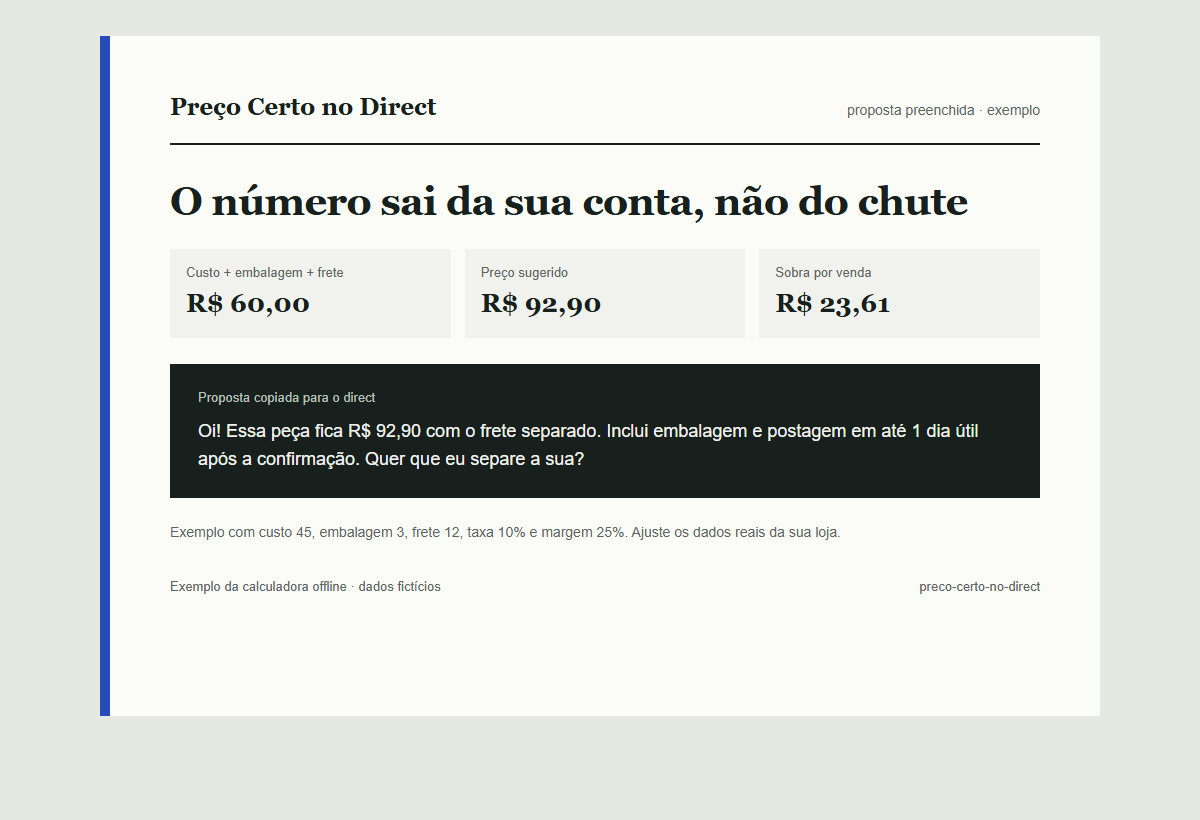 Preço Certo no Direct
proposta preenchida · exemplo
O número sai da sua conta, não do chute
Custo + embalagem + frete
R$ 60,00
Preço sugerido
R$ 92,90
Sobra por venda
R$ 23,61
Proposta copiada para o direct
Oi! Essa peça fica R$ 92,90 com o frete separado. Inclui embalagem e postagem em até 1 dia útil
após a confirmação. Quer que eu separe a sua?
Exemplo com custo 45, embalagem 3, frete 12, taxa 10% e margem 25%. Ajuste os dados reais da sua loja.
Exemplo da calculadora offline · dados fictícios
preco-certo-no-direct